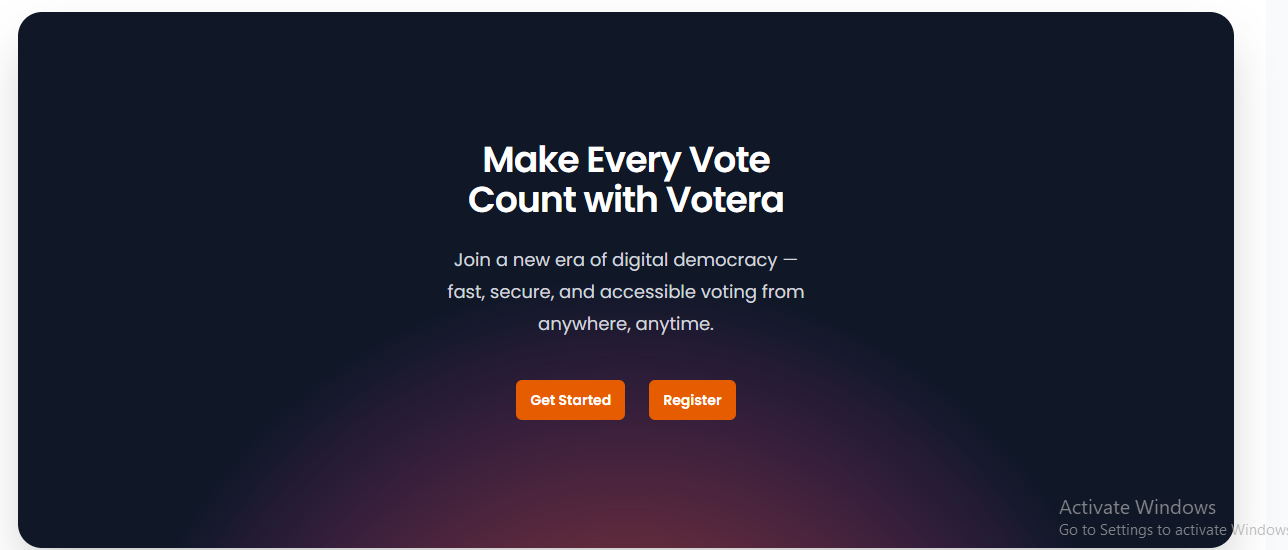 Make Every Vote
Count with Votera
Join a new era of digital democracy —
fast, secure, and accessible voting from
anywhere, anytime.
Get Started
Register
Activate Windows
Go to Settings to activate Windows